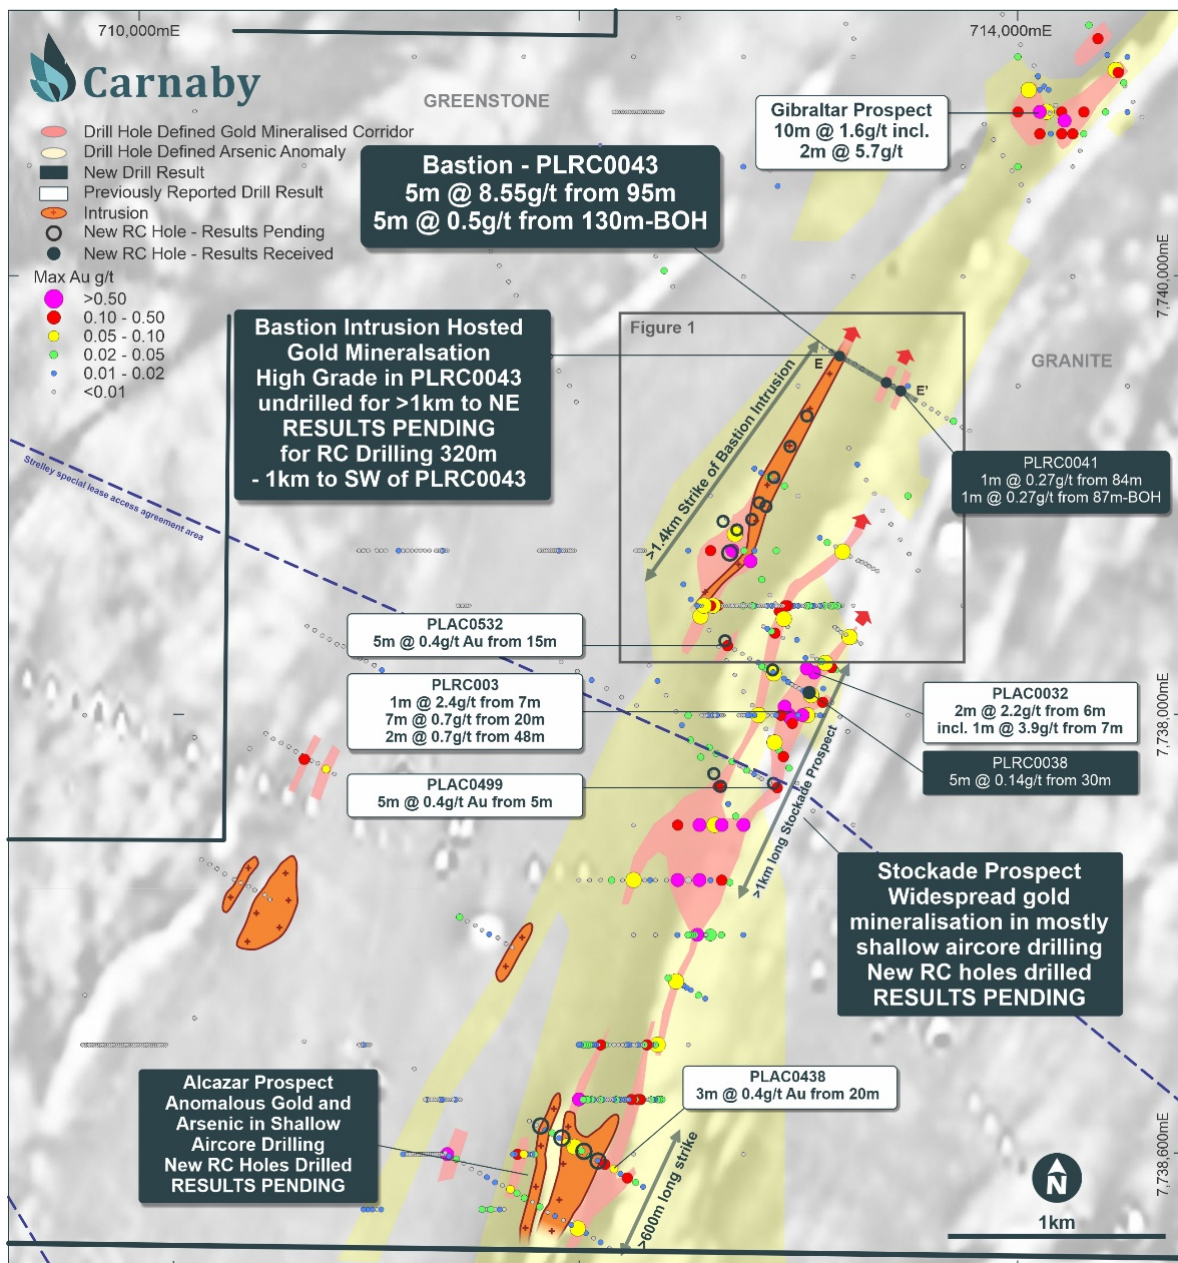 710,000mE
714,000mE
Carnaby
GREENSTONE
Drill Hole Defined Gold Mineralised Corridor
Drill Hole Defined Arsenic Anomaly
New Drill Result
Previously Reported Drill Result
Intrusion
New RC Hole - Results Pending
New RC Hole - Results Received
Max Au g/t
>0.50
0.10 - 0.50
0.05 - 0.10
0.02 - 0.05
0.01 - 0.02
<0.01
Gibraltar Prospect
10m @ 1.6g/t incl.
2m @ 5.7g/t
Bastion - PLRC0043
5m @ 8.55g/t from 95m
5m @ 0.5g/t from 130m-BOH
7,740,000mE
Bastion Intrusion Hosted
Gold Mineralsation
High Grade in PLRC0043
undrilled for >1km to NE
RESULTS PENDING
for RC Drilling 320m
- 1km to SW of PLRC0043
Figure 1
E
E'
GRANITE
>1.4km Strike of Bastion Intrusion
PLRC0041
1m @ 0.27g/t from 84m
1m @ 0.27g/t from 87m-BOH
Strelley special lease access agreement area
PLAC0532
5m @ 0.4g/t Au from 15m
PLRC003
1m @ 2.4g/t from 7m
7m @ 0.7g/t from 20m
2m @ 0.7g/t from 48m
PLAC0032
2m @ 2.2g/t from 6m
incl. 1m @ 3.9g/t from 7m
7,738,000mE
PLRC0038
5m @ 0.14g/t from 30m
PLAC0499
5m @ 0.4g/t Au from 5m
>1km long Stockade Prospect
Stockade Prospect
Widespread gold
mineralisation in mostly
shallow aircore drilling
New RC holes drilled
RESULTS PENDING
Alcazar Prospect
Anomalous Gold and
Arsenic in Shallow
Aircore Drilling
New RC Holes Drilled
RESULTS PENDING
PLAC0438
3m @ 0.4g/t Au from 20m
>600m long strike
7,738,600mE
N
1km